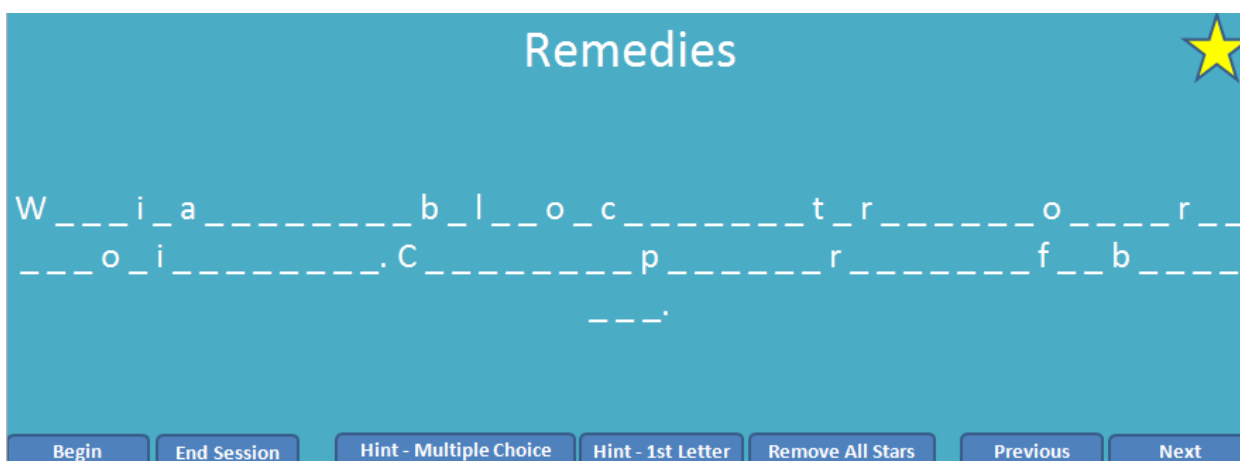 Remedies
W _ _ _ i _ a _ _ _ _ _ _ _ _ _ b _ l _ _ o _ c _ _ _ _ _ _ _ t _ r _ _ _ _ _ _ o _ _ _ _ r _ _
_ _ _ o _ i _ _ _ _ _ _ _ _ _. C _ _ _ _ _ _ _ _ p _ _ _ _ _ _ r _ _ _ _ _ _ _ f _ _ b _ _ _ _
_ _ _.
Begin End Session Hint - Multiple Choice Hint - 1st Letter Remove All Stars Previous Next